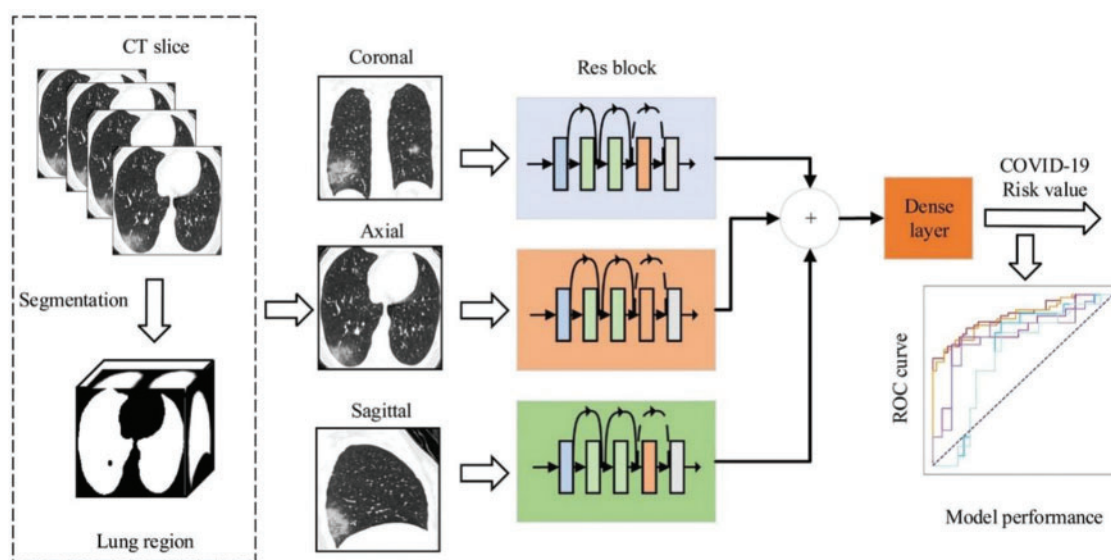 CT slice
Segmentation
Lung region
Coronal
Axial
Sagittal
Res block
+
Dense
layer
COVID-19
Risk value
ROC curve
Model performance